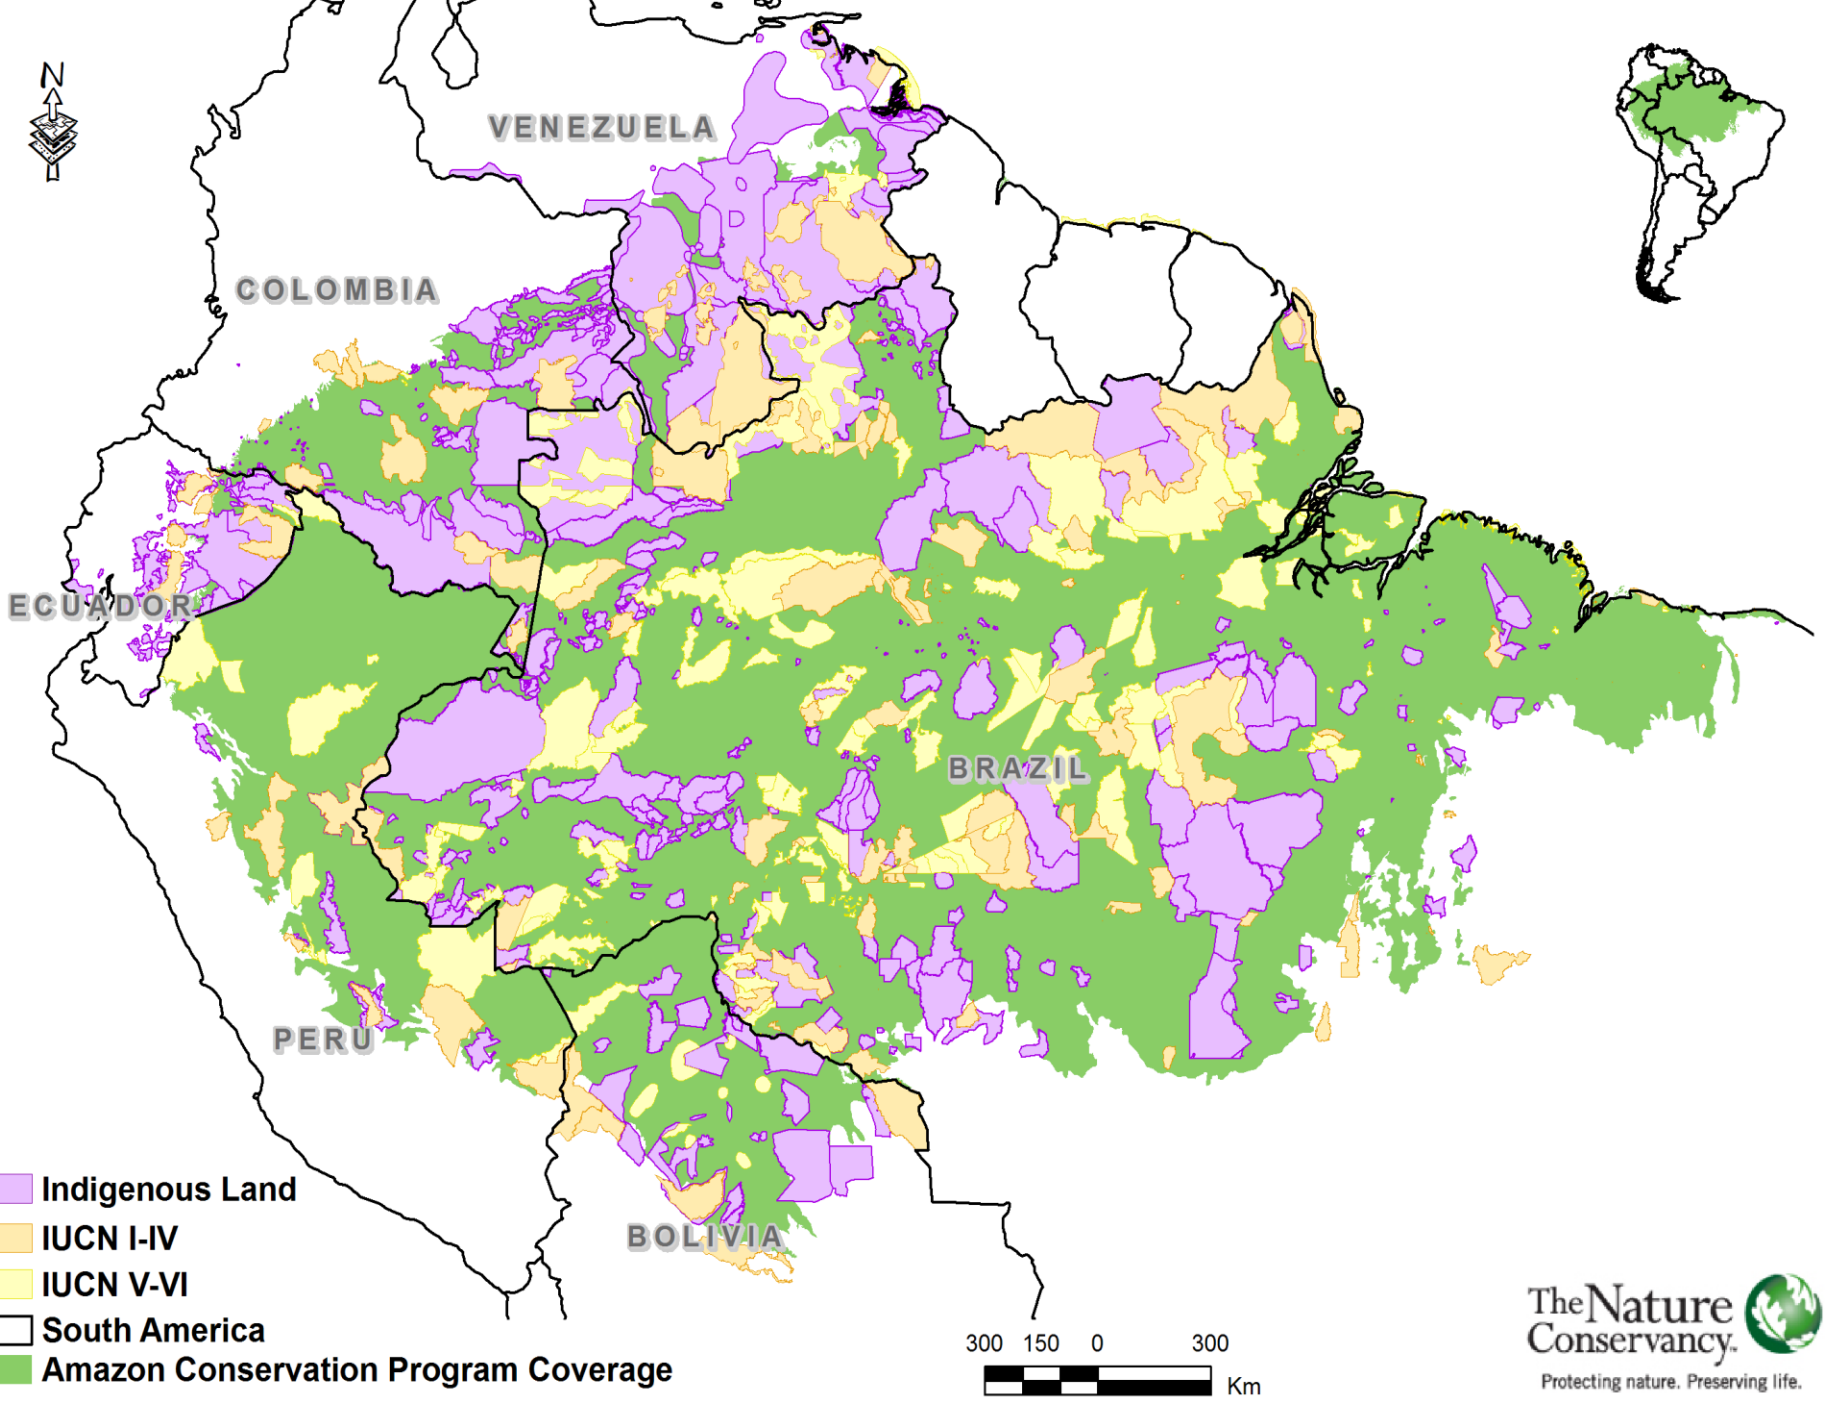 N
VENEZUELA
COLOMBIA
ECUADOR
BRAZIL
PERU
BOLIVIA
Indigenous Land
IUCN I-IV
IUCN V-VI
South America
Amazon Conservation Program Coverage
300 150 0 300
Km
The Nature
Conservancy
Protecting nature. Preserving life.